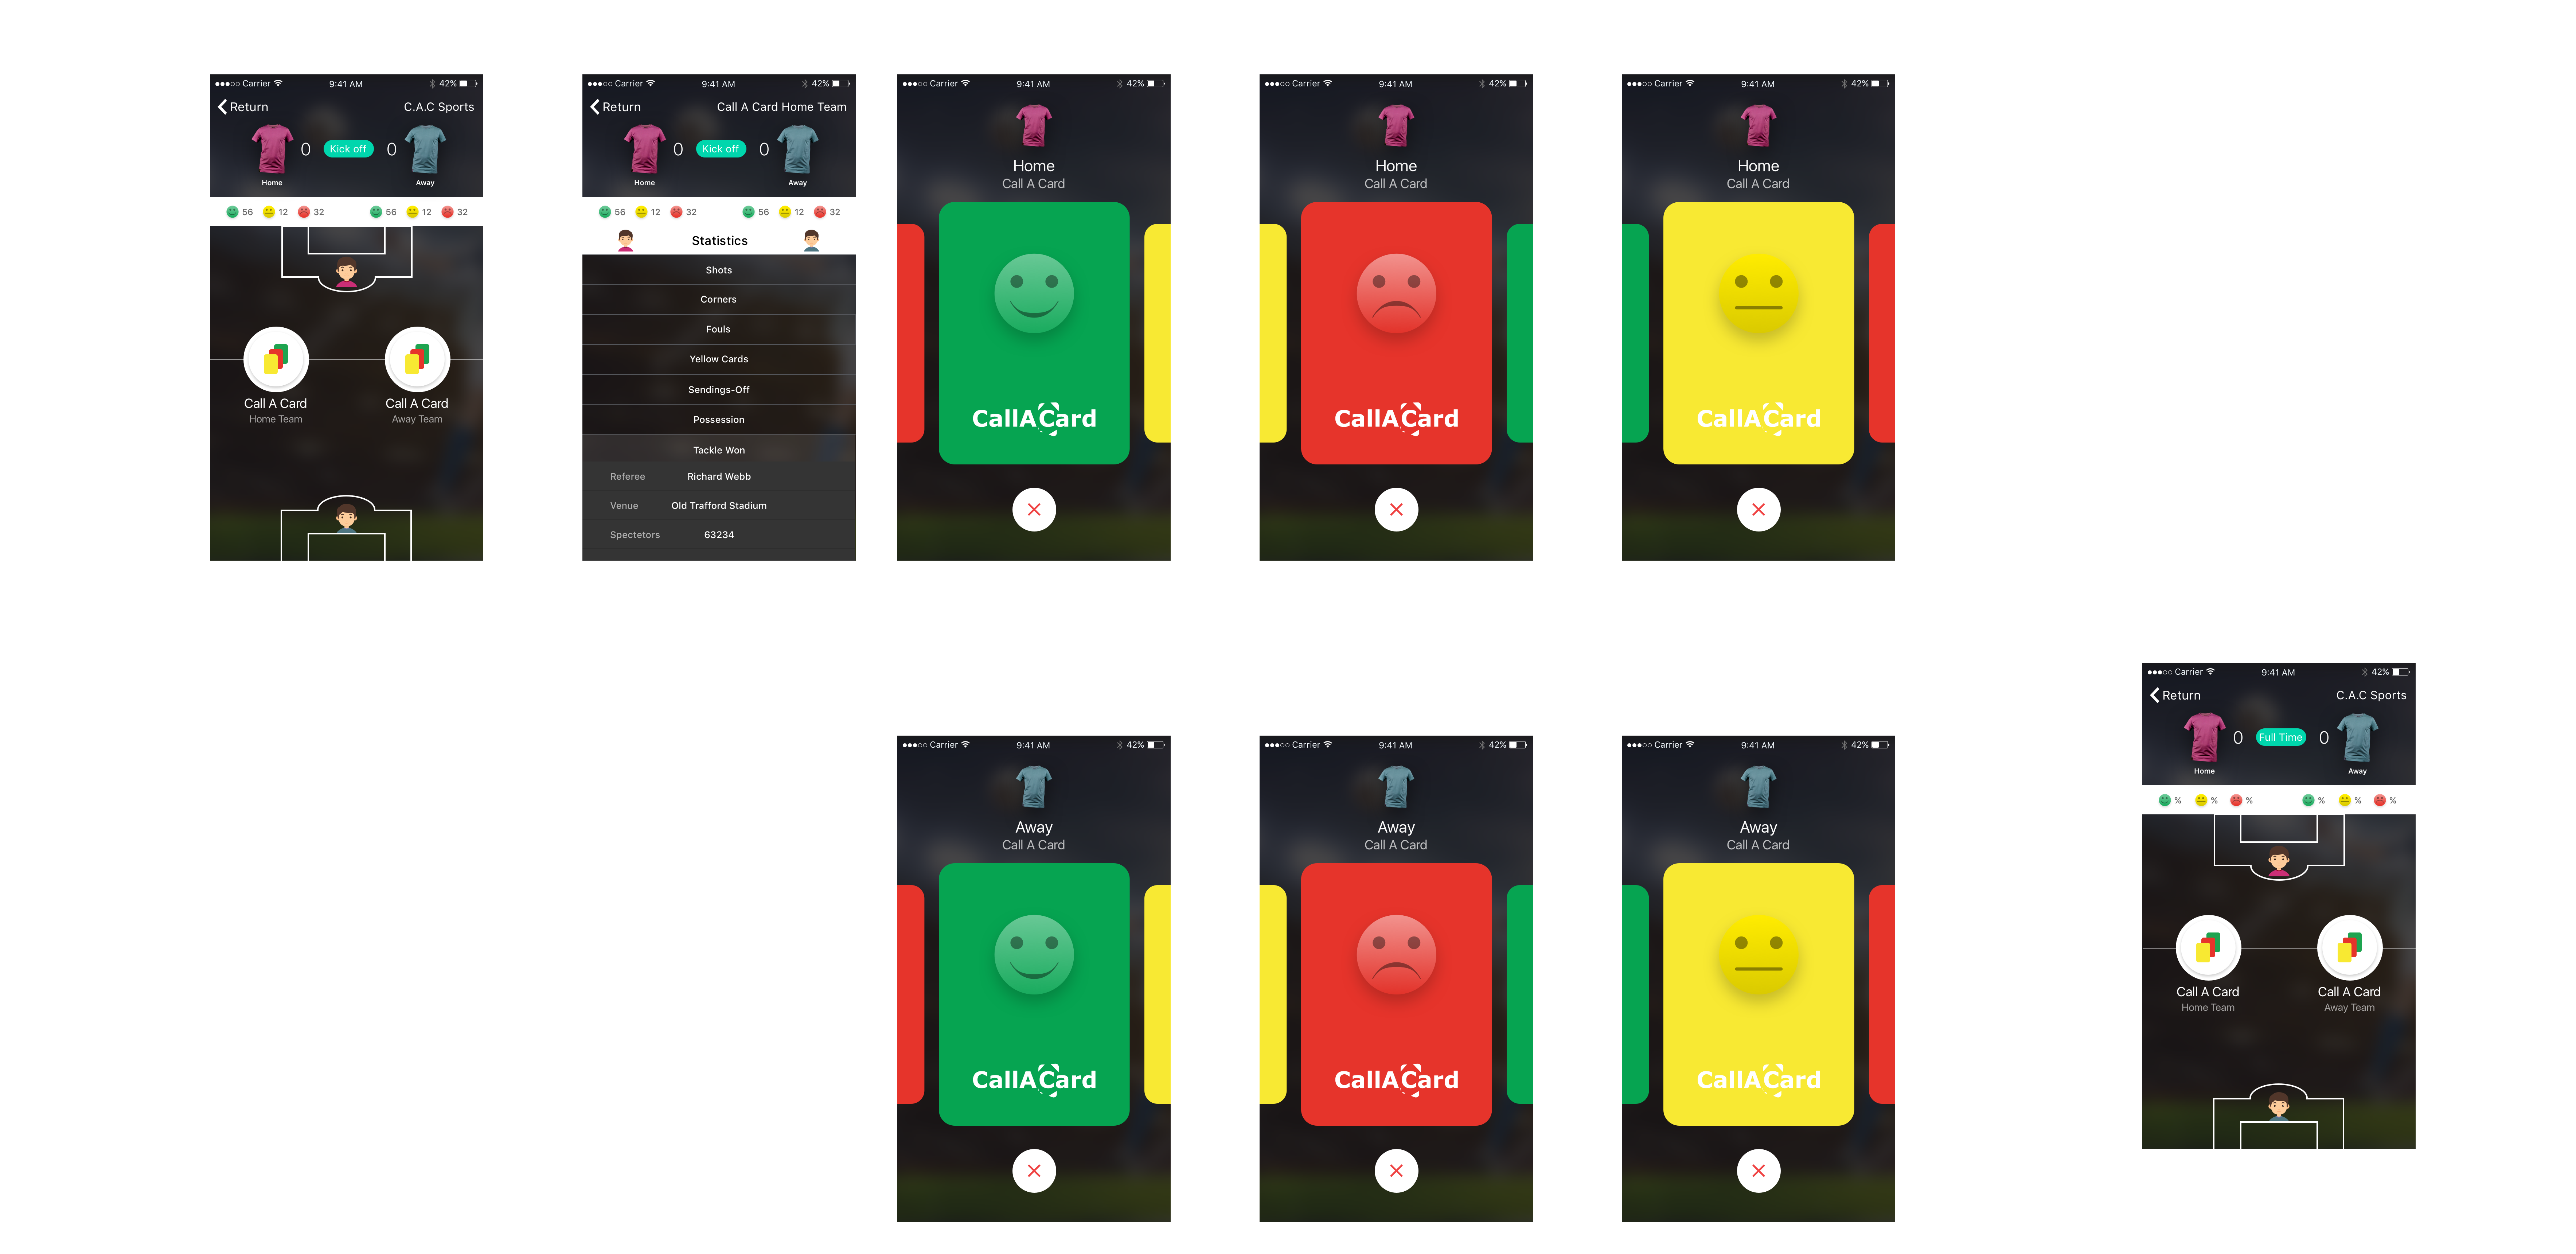 Carrier 9:41 AM 42%
Return C.A.C Sports
0 Kick off 0
Home Away
56 12 32 56 12 32
Call A Card Call A Card
Home Team Away Team
Carrier 9:41 AM 42%
Return Call A Card Home Team
0 Kick off 0
Home Away
56 12 32 56 12 32
Statistics
Shots
Corners
Fouls
Yellow Cards
Sendings-Off
Possession
Tackle Won
Referee Richard Webb
Venue Old Trafford Stadium
Spectetors 63234
Carrier 9:41 AM 42%
Home
Call A Card
CallACard
Carrier 9:41 AM 42%
Home
Call A Card
CallACard
Carrier 9:41 AM 42%
Home
Call A Card
CallACard
Carrier 9:41 AM 42%
Away
Call A Card
CallACard
Carrier 9:41 AM 42%
Away
Call A Card
CallACard
Carrier 9:41 AM 42%
Away
Call A Card
CallACard
Carrier 9:41 AM 42%
Return C.A.C Sports
0 Full Time 0
Home Away
% % % % % %
Call A Card Call A Card
Home Team Away Team